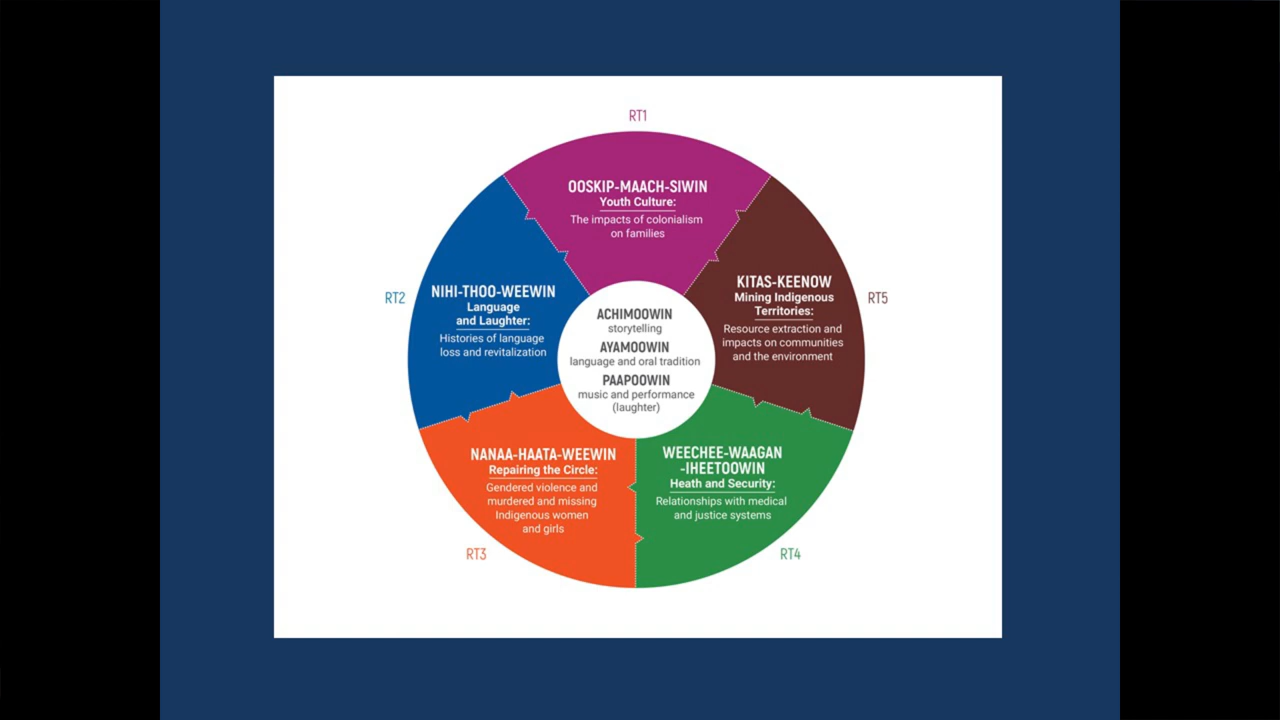 RT1
OOSKIP-MAACH-SIWIN
Youth Culture:
The impacts of colonialism
on families
RT2
NIHI-THOO-WEEWIN
Language
and Laughter:
Histories of language
loss and revitalization
ACHIMOOWIN
storytelling
AYAMOOWIN
language and oral tradition
PAAPOOWIN
music and performance
(laughter)
KITAS-KEENOW
Mining Indigenous
Territories:
Resource extraction and
impacts on communities
and the environment
RT5
NANAA-HAATA-WEEWIN
Repairing the Circle:
Gendered violence and
murdered and missing
Indigenous women
and girls
RT3
WEECHEE-WAAGAN
-IHEETOOWIN
Heath and Security:
Relationships with medical
and justice systems
RT4